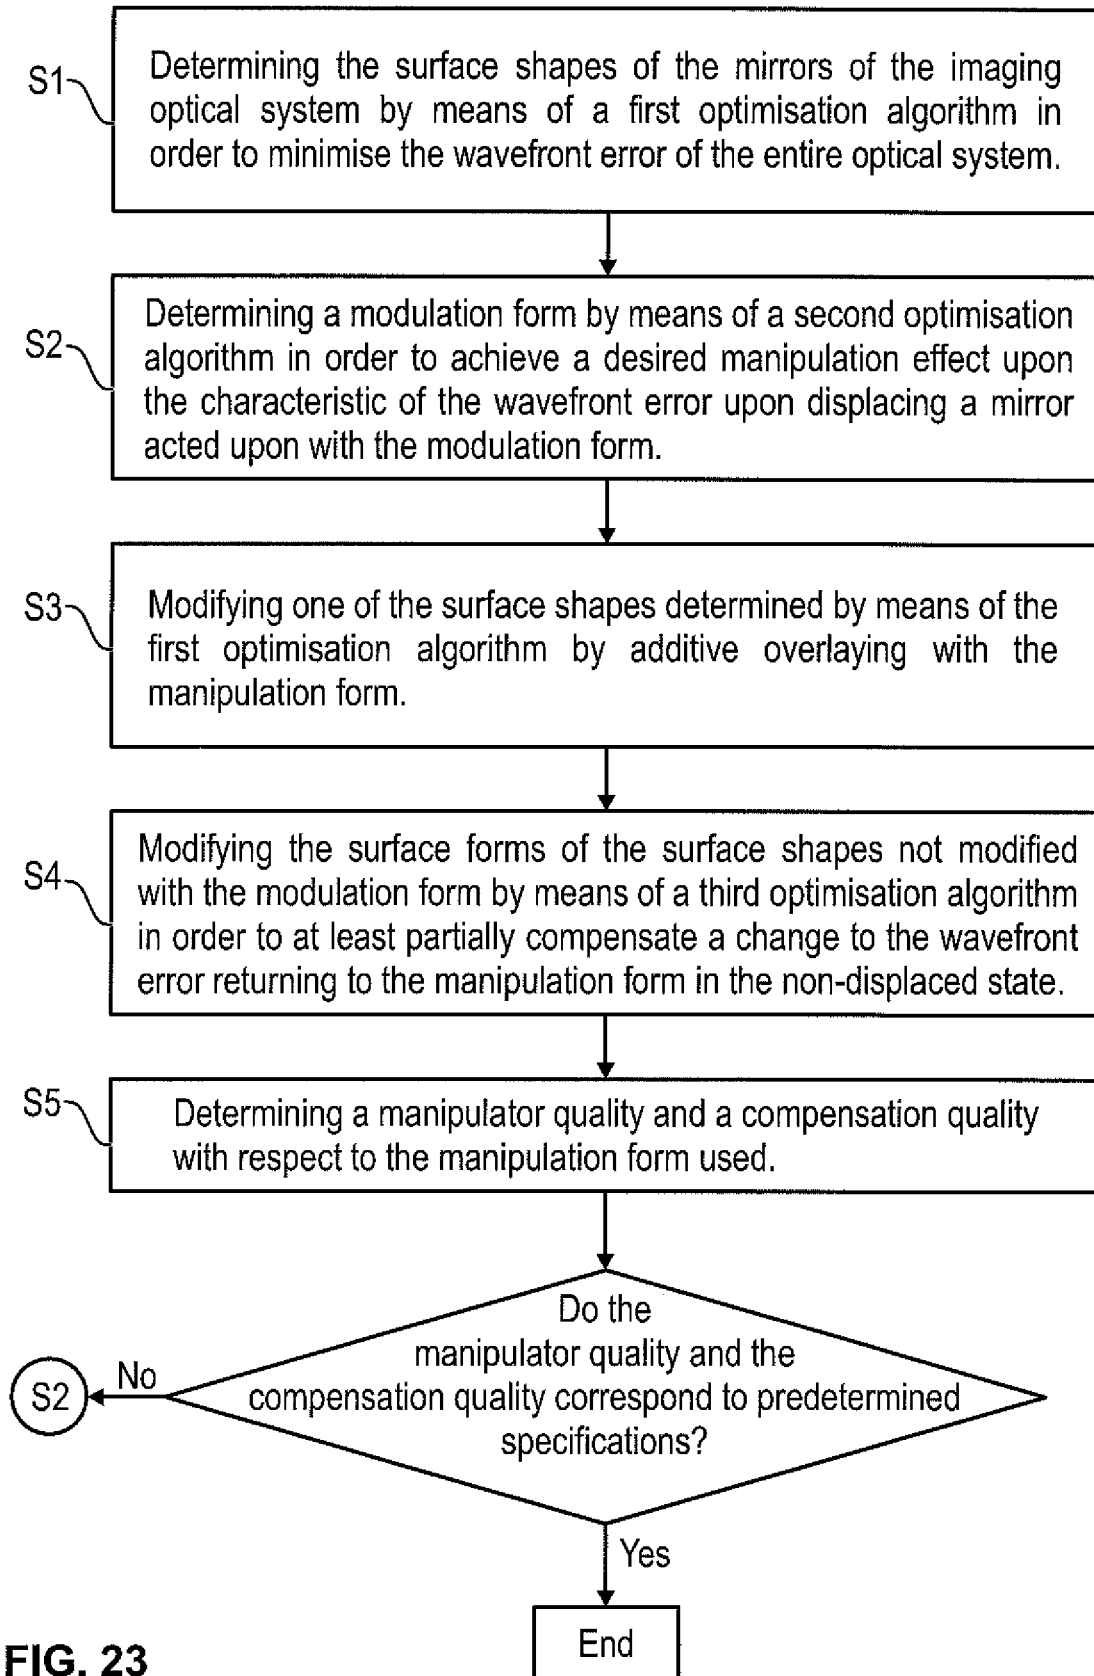 S1
Determining the surface shapes of the mirrors of the imaging
optical system by means of a first optimisation algorithm in
order to minimise the wavefront error of the entire optical system.
S2
Determining a modulation form by means of a second optimisation
algorithm in order to achieve a desired manipulation effect upon
the characteristic of the wavefront error upon displacing a mirror
acted upon with the modulation form.
S3
Modifying one of the surface shapes determined by means of the
first optimisation algorithm by additive overlaying with the
manipulation form.
S4
Modifying the surface forms of the surface shapes not modified
with the modulation form by means of a third optimisation algorithm
in order to at least partially compensate a change to the wavefront
error returning to the manipulation form in the non-displaced state.
S5
Determining a manipulator quality and a compensation quality
with respect to the manipulation form used.
Do the
manipulator quality and the
compensation quality correspond to predetermined
specifications?
No
S2
Yes
End
FIG. 23